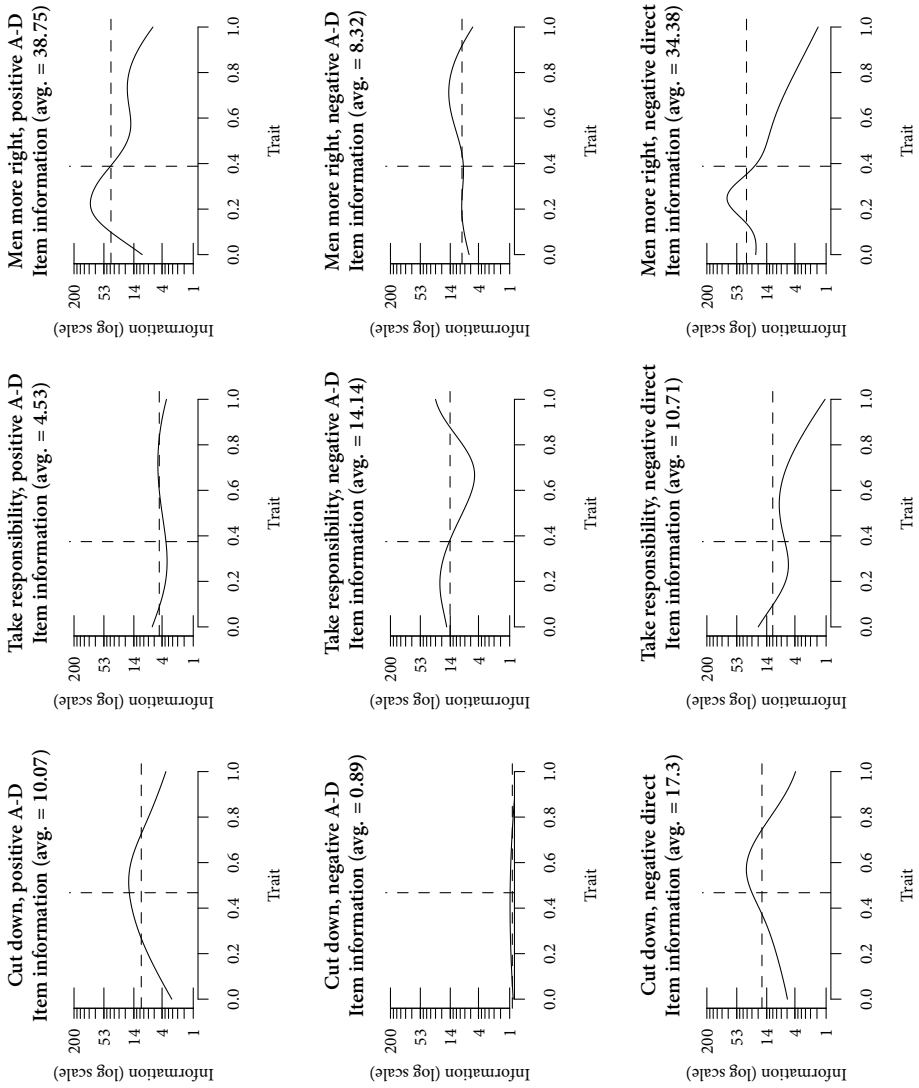 Cut down, positive A-D
Item information (avg. = 10.07)
Information (log scale)
200
53
14
4
1
0.0 0.2 0.4 0.6 0.8 1.0
Trait
Take responsibility, positive A-D
Item information (avg. = 4.53)
Information (log scale)
200
53
14
4
1
0.0 0.2 0.4 0.6 0.8 1.0
Trait
Men more right, positive A-D
Item information (avg. = 38.75)
Information (log scale)
200
53
14
4
1
0.0 0.2 0.4 0.6 0.8 1.0
Trait
Cut down, negative A-D
Item information (avg. = 0.89)
Information (log scale)
200
53
14
4
1
0.0 0.2 0.4 0.6 0.8 1.0
Trait
Take responsibility, negative A-D
Item information (avg. = 14.14)
Information (log scale)
200
53
14
4
1
0.0 0.2 0.4 0.6 0.8 1.0
Trait
Men more right, negative A-D
Item information (avg. = 8.32)
Information (log scale)
200
53
14
4
1
0.0 0.2 0.4 0.6 0.8 1.0
Trait
Cut down, negative direct
Item information (avg. = 17.3)
Information (log scale)
200
53
14
4
1
0.0 0.2 0.4 0.6 0.8 1.0
Trait
Take responsibility, negative direct
Item information (avg. = 10.71)
Information (log scale)
200
53
14
4
1
0.0 0.2 0.4 0.6 0.8 1.0
Trait
Men more right, negative direct
Item information (avg. = 34.38)
Information (log scale)
200
53
14
4
1
0.0 0.2 0.4 0.6 0.8 1.0
Trait